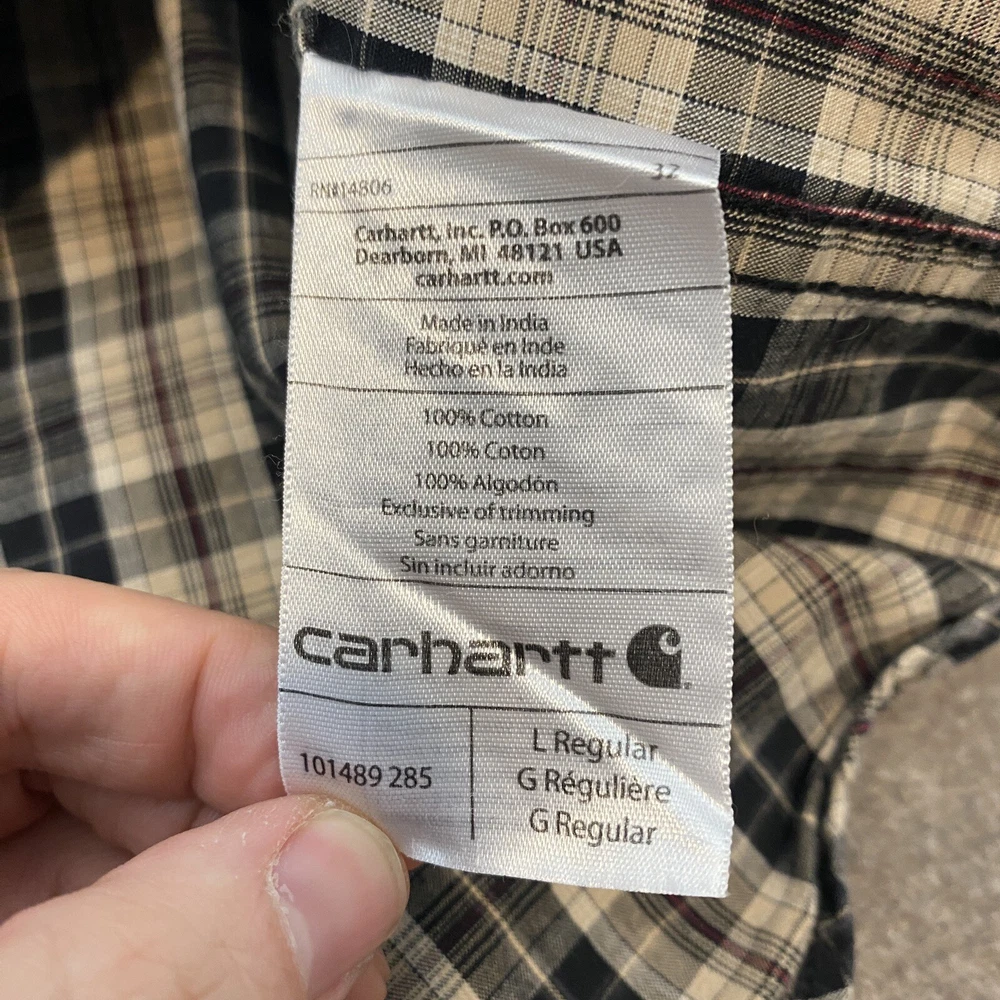 RN#14806
32
Carhartt, Inc. P.O. Box 600
Dearborn, MI 48121 USA
carhartt.com
Made in India
Fabriqué en Inde
Hecho en la India
100% Cotton
100% Coton
100% Algodón
Exclusive of trimming
Sans garniture
Sin incluir adorno
carhartt
101489 285
L Regular
G Régulière
G Regular